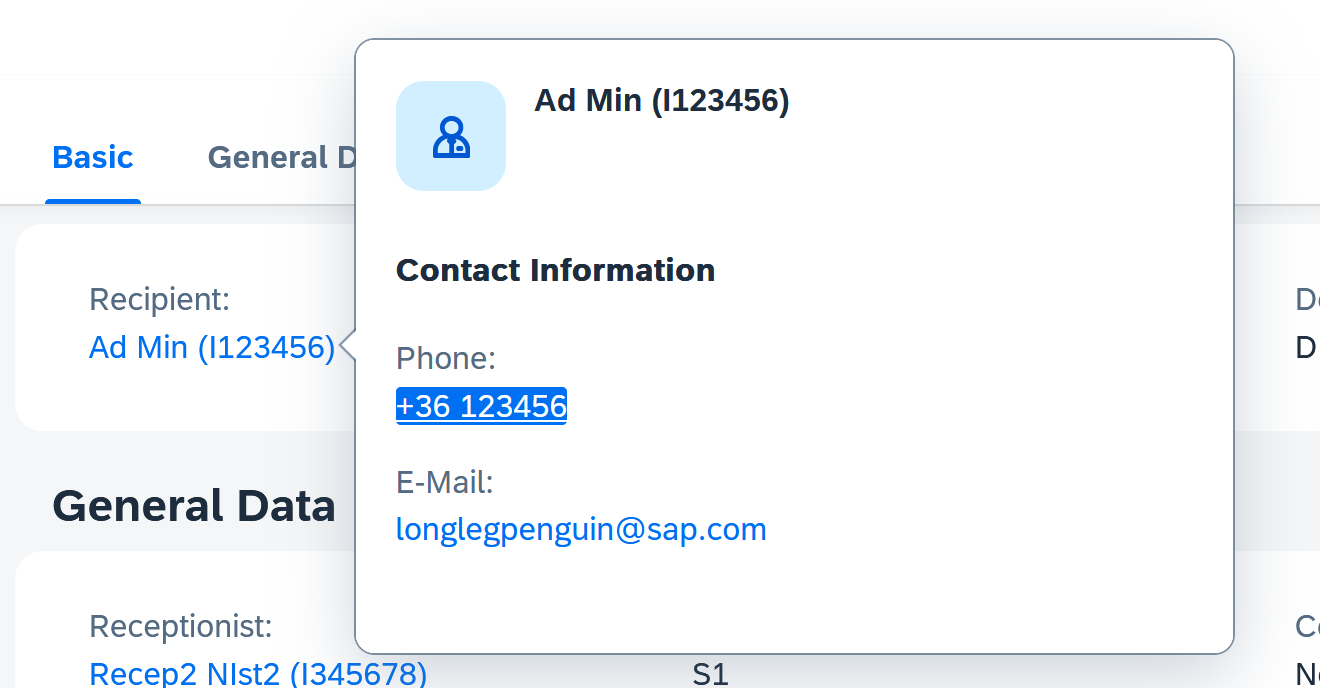 Ad Min (I123456)
Basic
General D
Contact Information
Recipient:
Ad Min (I123456)
Phone:
+36 123456
E-Mail:
longlegpenguin@sap.com
General Data
Receptionist:
Recep2 NIst2 (I345678)
S1